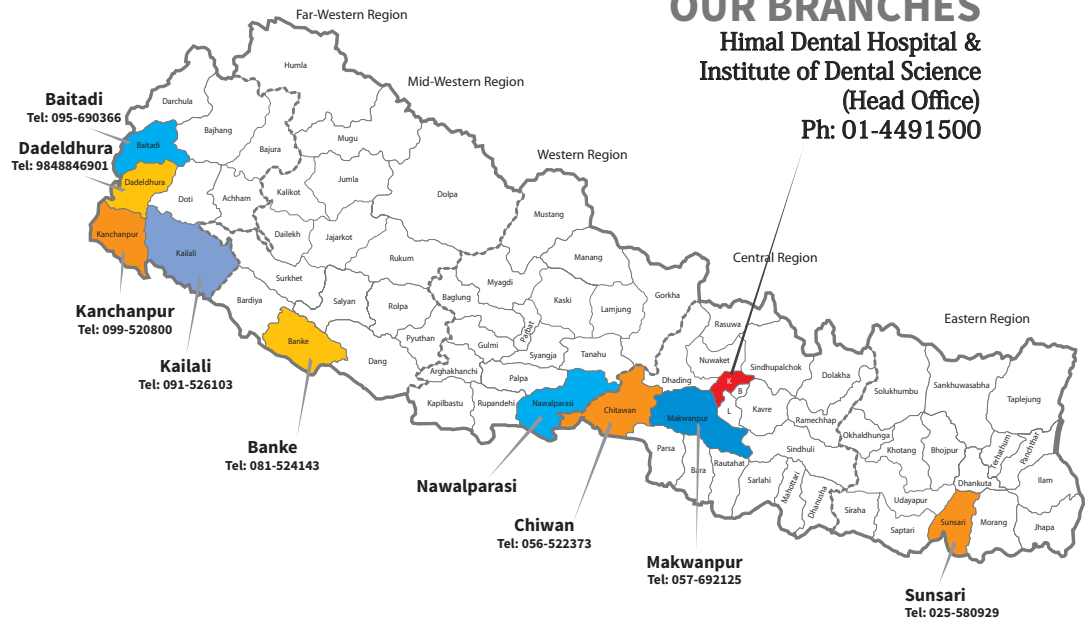 OUR BRANCHES
Himal Dental Hospital &
Institute of Dental Science
(Head Office)
Ph: 01-4491500
Far-Western Region
Mid-Western Region
Western Region
Central Region
Eastern Region
Baitadi
Tel: 095-690366
Dadeldhura
Tel: 9848846901
Kanchanpur
Tel: 099-520800
Kailali
Tel: 091-526103
Banke
Tel: 081-524143
Nawalparasi
Chiwan
Tel: 056-522373
Makwanpur
Tel: 057-692125
Sunsari
Tel: 025-580929
Humla
Darchula
Bajhang
Baitadi
Bajura
Mugu
Dadeldhura
Doti
Achham
Kalikot
Jumla
Dolpa
Kanchanpur
Kailali
Dailekh
Jajarkot
Rukum
Surkhet
Bardiya
Salyan
Rolpa
Banke
Dang
Pyuthan
Mustang
Manang
Myagdi
Baglung
Kaski
Lamjung
Gorkha
Parbat
Gulmi
Syangja
Tanahu
Arghakhanchi
Palpa
Kapilbastu
Rupandehi
Nawalparasi
Chitawan
Rasuwa
Nuwaket
Sindhupalchok
Dhading
K
B
L
Kavre
Dolakha
Makwanpur
Ramechhap
Sindhuli
Parsa
Bara
Rautahat
Sarlahi
Mahottari
Dhanusha
Solukhumbu
Sankhuwasabha
Taplejung
Okhaldhunga
Khotang
Bhojpur
Terhathum
Panchthar
Dhankuta
Ilam
Udayapur
Siraha
Saptari
Sunsari
Morang
Jhapa